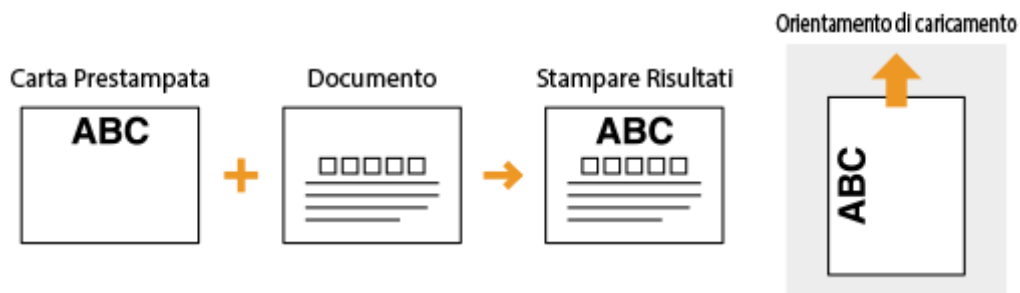 Orientamento di caricamento
Carta Prestampata
Documento
Stampare Risultati
ABC
ABC
ABC